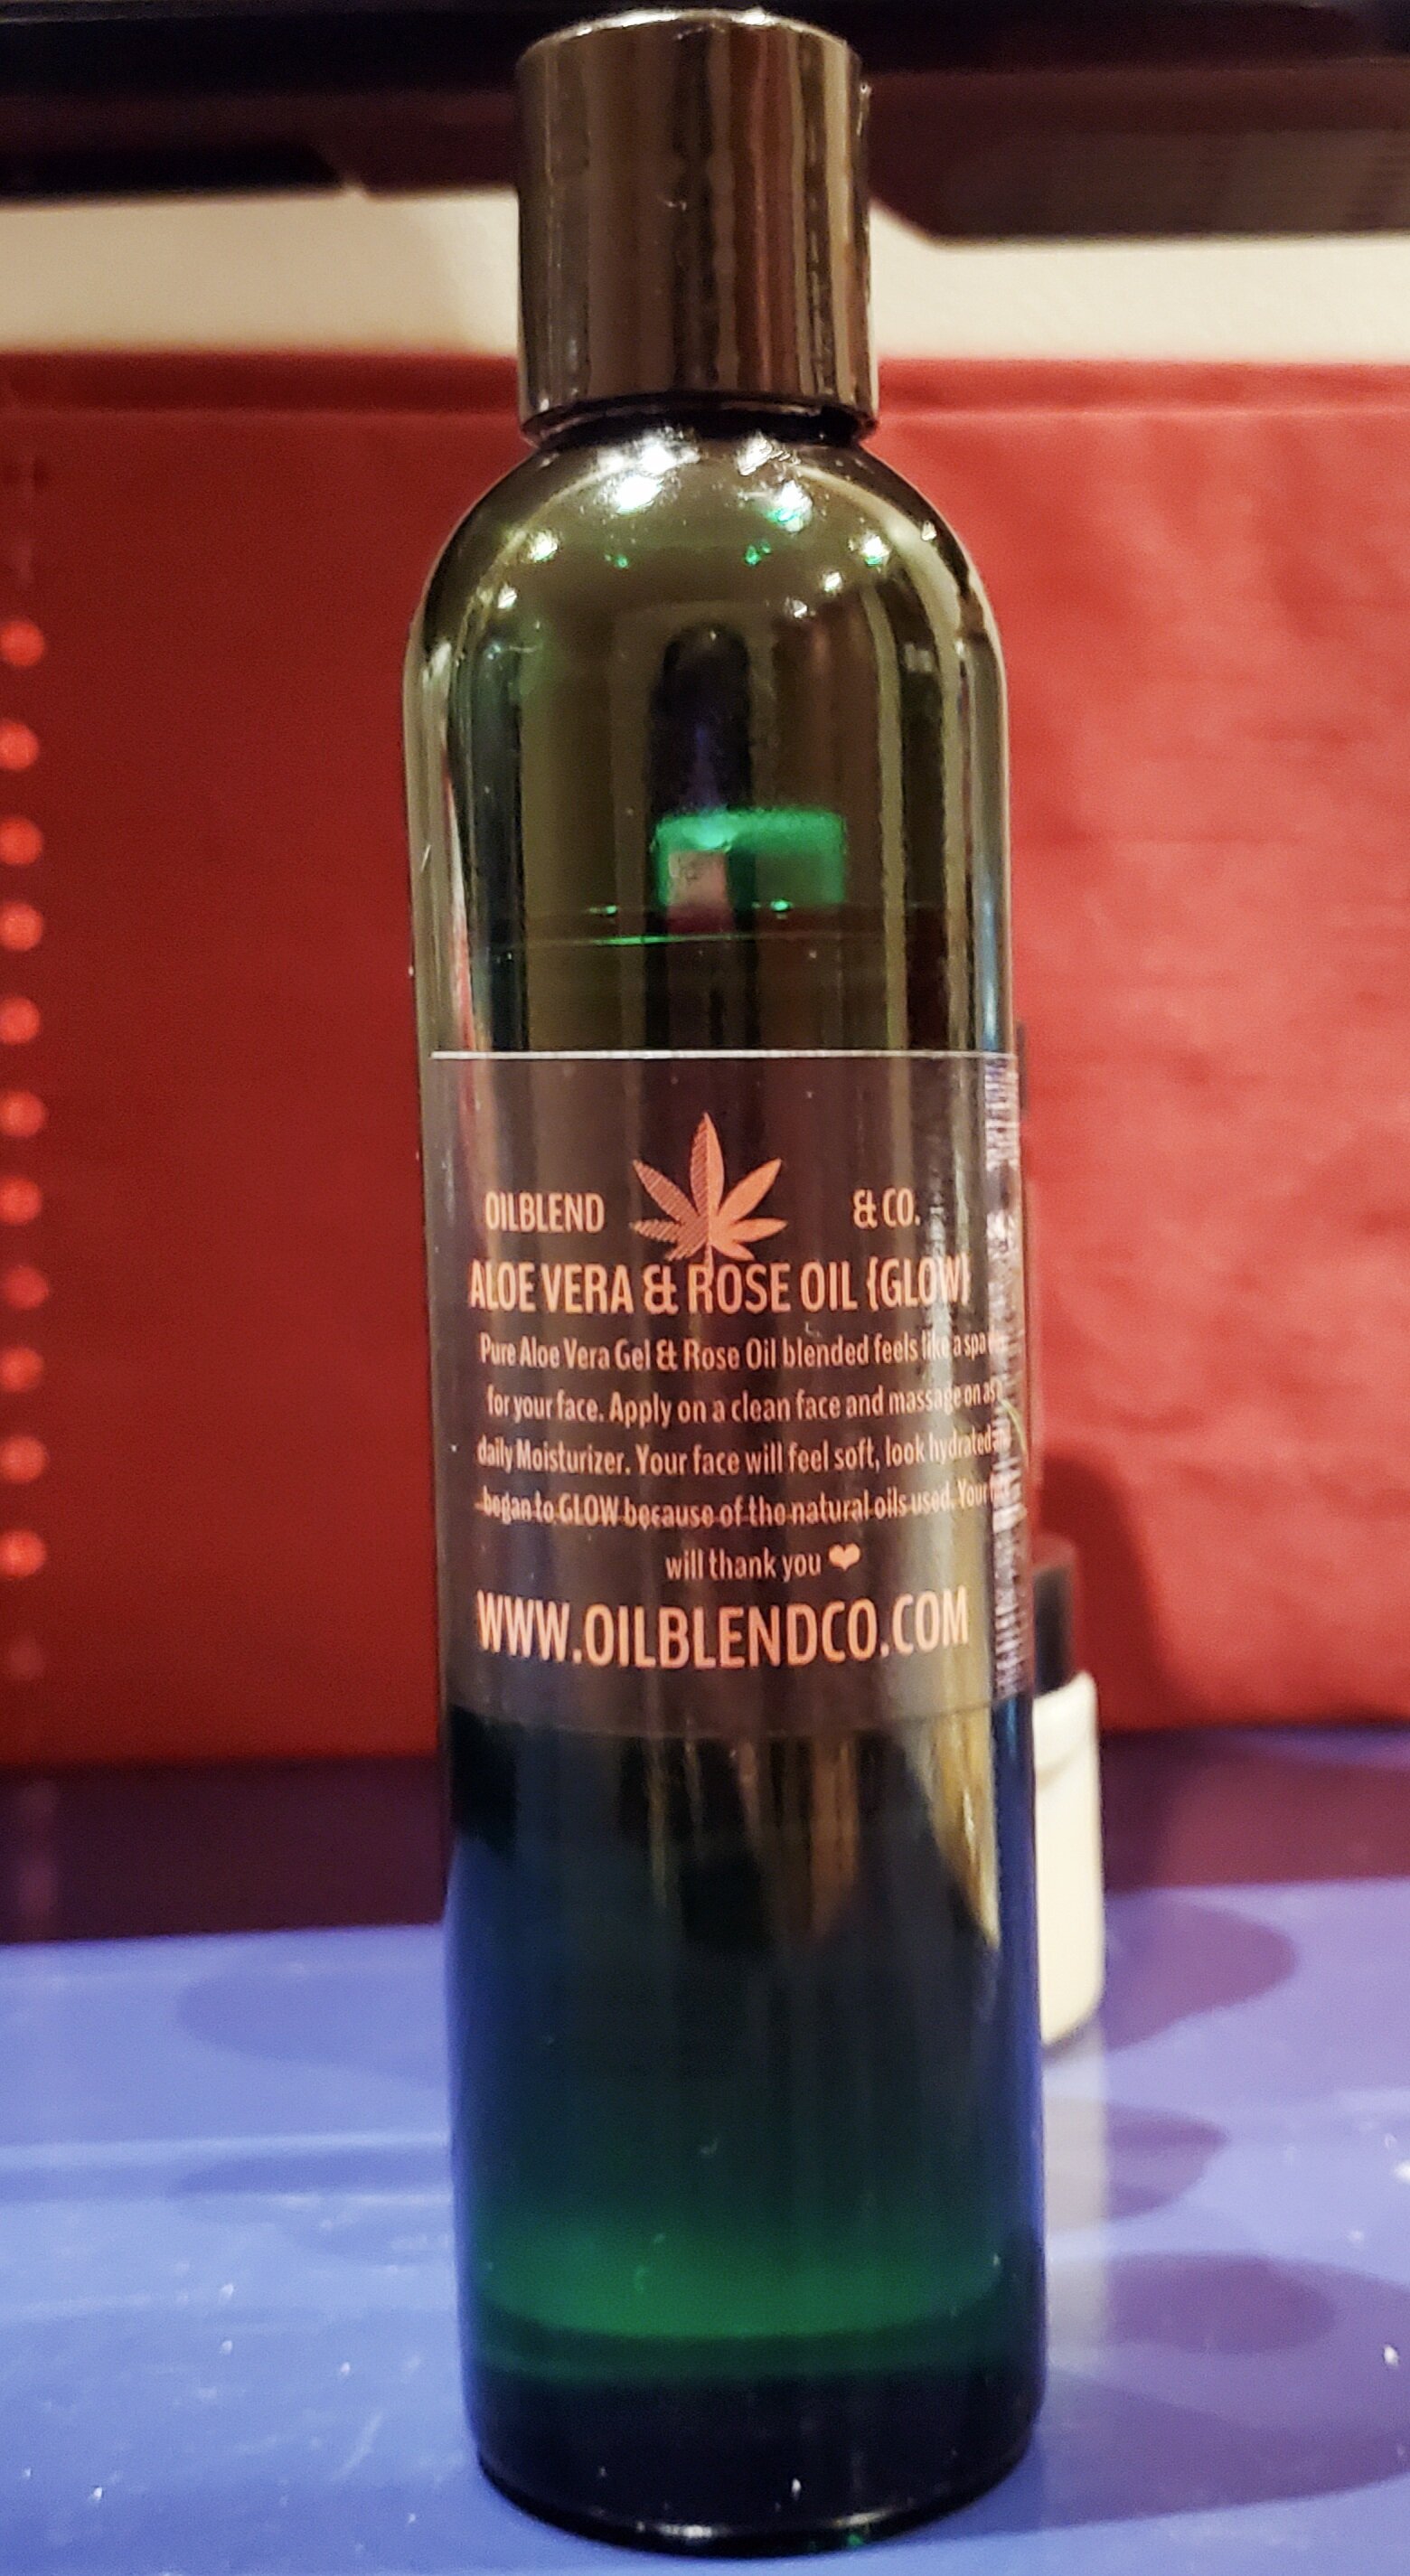 OILBLEND & CO.
ALOE VERA & ROSE OIL {GLOW}
Pure Aloe Vera Gel & Rose Oil blended feels like a spa
for your face. Apply on a clean face and massage on as
daily Moisturizer. Your face will feel soft, look hydrated
began to GLOW because of the natural oils used. Your
will thank you ❤
WWW.OILBLENDCO.COM